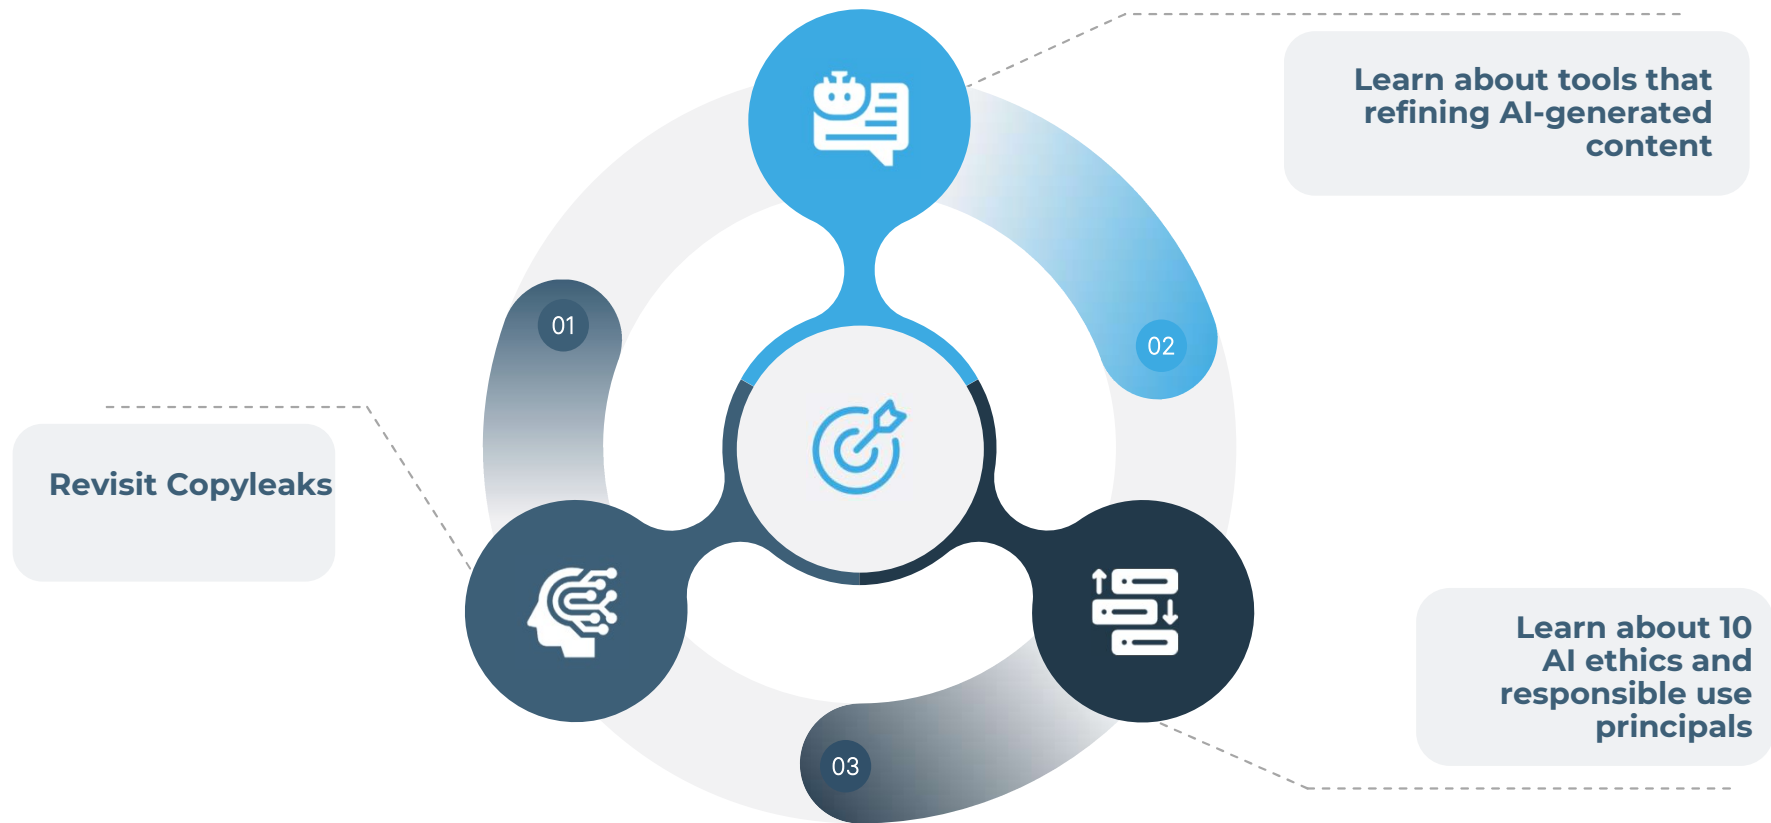 Learn about tools that
refining AI-generated
content
01
02
Revisit Copyleaks
Learn about 10
AI ethics and
responsible use
principals
03